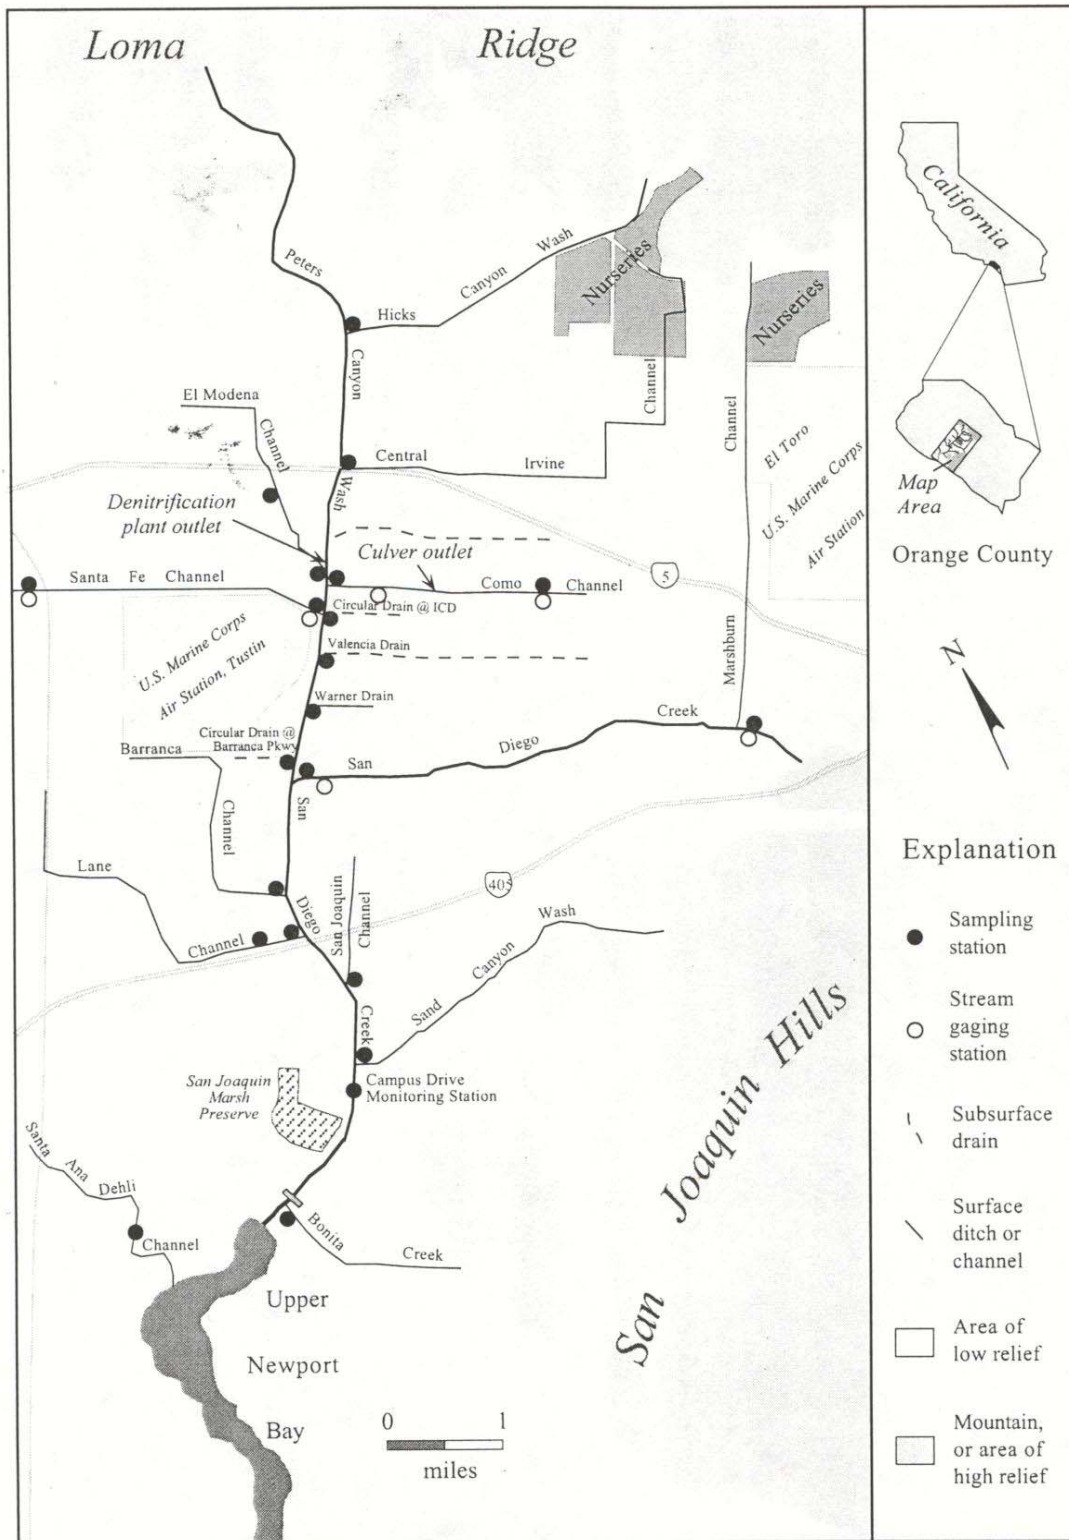 Loma Ridge
Peters
Canyon
Wash
Hicks
Canyon
Wash
Nurseries
Nurseries
Channel
Channel
El Modena
Channel
Central
Irvine
Denitrification
plant outlet
Culver outlet
El Toro
U.S. Marine Corps
Air Station
5
Santa Fe Channel
Como Channel
Circular Drain @ ICD
U.S. Marine Corps
Air Station, Tustin
Valencia Drain
Marshburn
Warner Drain
Circular Drain @
Barranca Pkwy
Barranca
Channel
San
Diego
Creek
San
Diego
Creek
Lane
Channel
San Joaquin
Channel
405
Sand
Canyon
Wash
San Joaquin
Marsh
Preserve
Campus Drive
Monitoring Station
Santa
Ana
Dehli
Channel
Bonita
Creek
Upper
Newport
Bay
San Joaquin Hills
0 1
miles
California
Map
Area
Orange County
N
Explanation
Sampling
station
Stream
gaging
station
Subsurface
drain
Surface
ditch or
channel
Area of
low relief
Mountain,
or area of
high relief